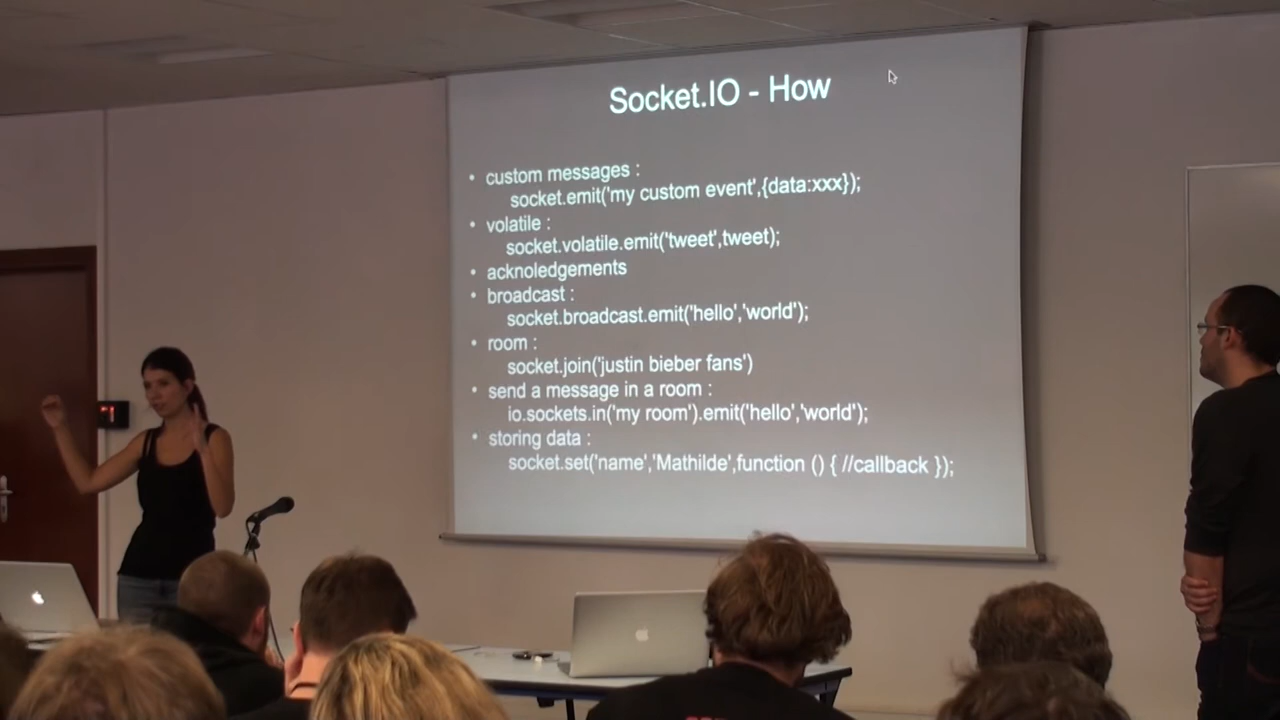 Socket.IO - How
• custom messages :
socket.emit('my custom event',{data:xxx});
• volatile :
socket.volatile.emit('tweet',tweet);
• acknoledgements
• broadcast :
socket.broadcast.emit('hello','world');
• room :
socket.join('justin bieber fans')
• send a message in a room :
io.sockets.in('my room').emit('hello','world');
• storing data :
socket.set('name','Mathilde',function () { //callback });